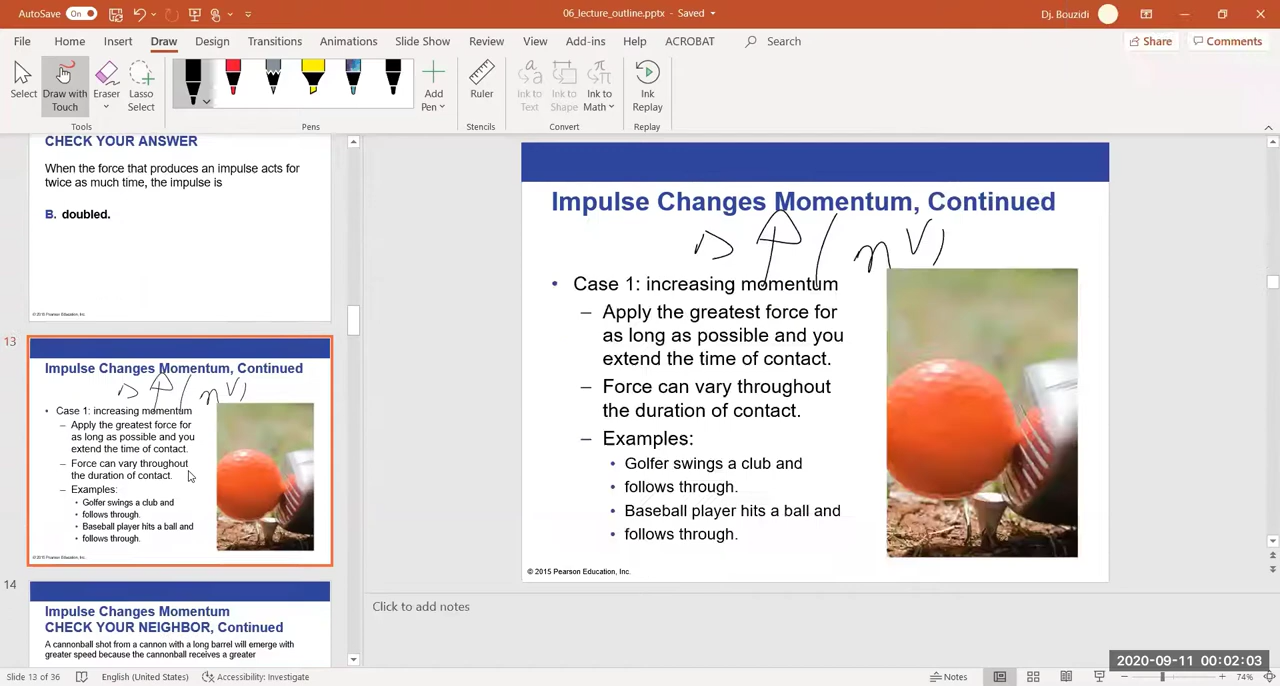 AutoSave On 06_lecture_outline.pptx - Saved Dj. Bouzidi
File Home Insert Draw Design Transitions Animations Slide Show Review View Add-ins Help ACROBAT Search Share Comments
Select Draw with Touch Eraser Lasso Select Add Pen Ruler Ink to Text Ink to Shape Ink to Math Ink Replay
Tools Pens Stencils Convert Replay
CHECK YOUR ANSWER
When the force that produces an impulse acts for
twice as much time, the impulse is
B. doubled.
© 2015 Pearson Education, Inc.
13
Impulse Changes Momentum, Continued
(mV)
• Case 1: increasing momentum
– Apply the greatest force for
as long as possible and you
extend the time of contact.
– Force can vary throughout
the duration of contact.
– Examples:
• Golfer swings a club and
• follows through.
• Baseball player hits a ball and
• follows through.
© 2015 Pearson Education, Inc.
14
Impulse Changes Momentum
CHECK YOUR NEIGHBOR, Continued
A cannonball shot from a cannon with a long barrel will emerge with
greater speed because the cannonball receives a greater
Impulse Changes Momentum, Continued
(mV)
• Case 1: increasing momentum
– Apply the greatest force for
as long as possible and you
extend the time of contact.
– Force can vary throughout
the duration of contact.
– Examples:
• Golfer swings a club and
• follows through.
• Baseball player hits a ball and
• follows through.
© 2015 Pearson Education, Inc.
Click to add notes
2020-09-11 00:02:03
Slide 13 of 36 English (United States) Accessibility: Investigate Notes 74%